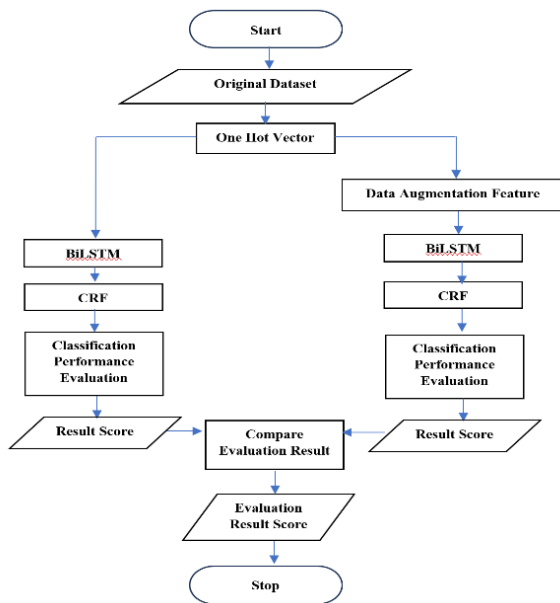 Start
Original Dataset
One Hot Vector
Data Augmentation Feature
BiLSTM
CRF
Classification
Performance
Evaluation
Result Score
BiLSTM
CRF
Classification
Performance
Evaluation
Result Score
Compare
Evaluation Result
Evaluation
Result Score
Stop